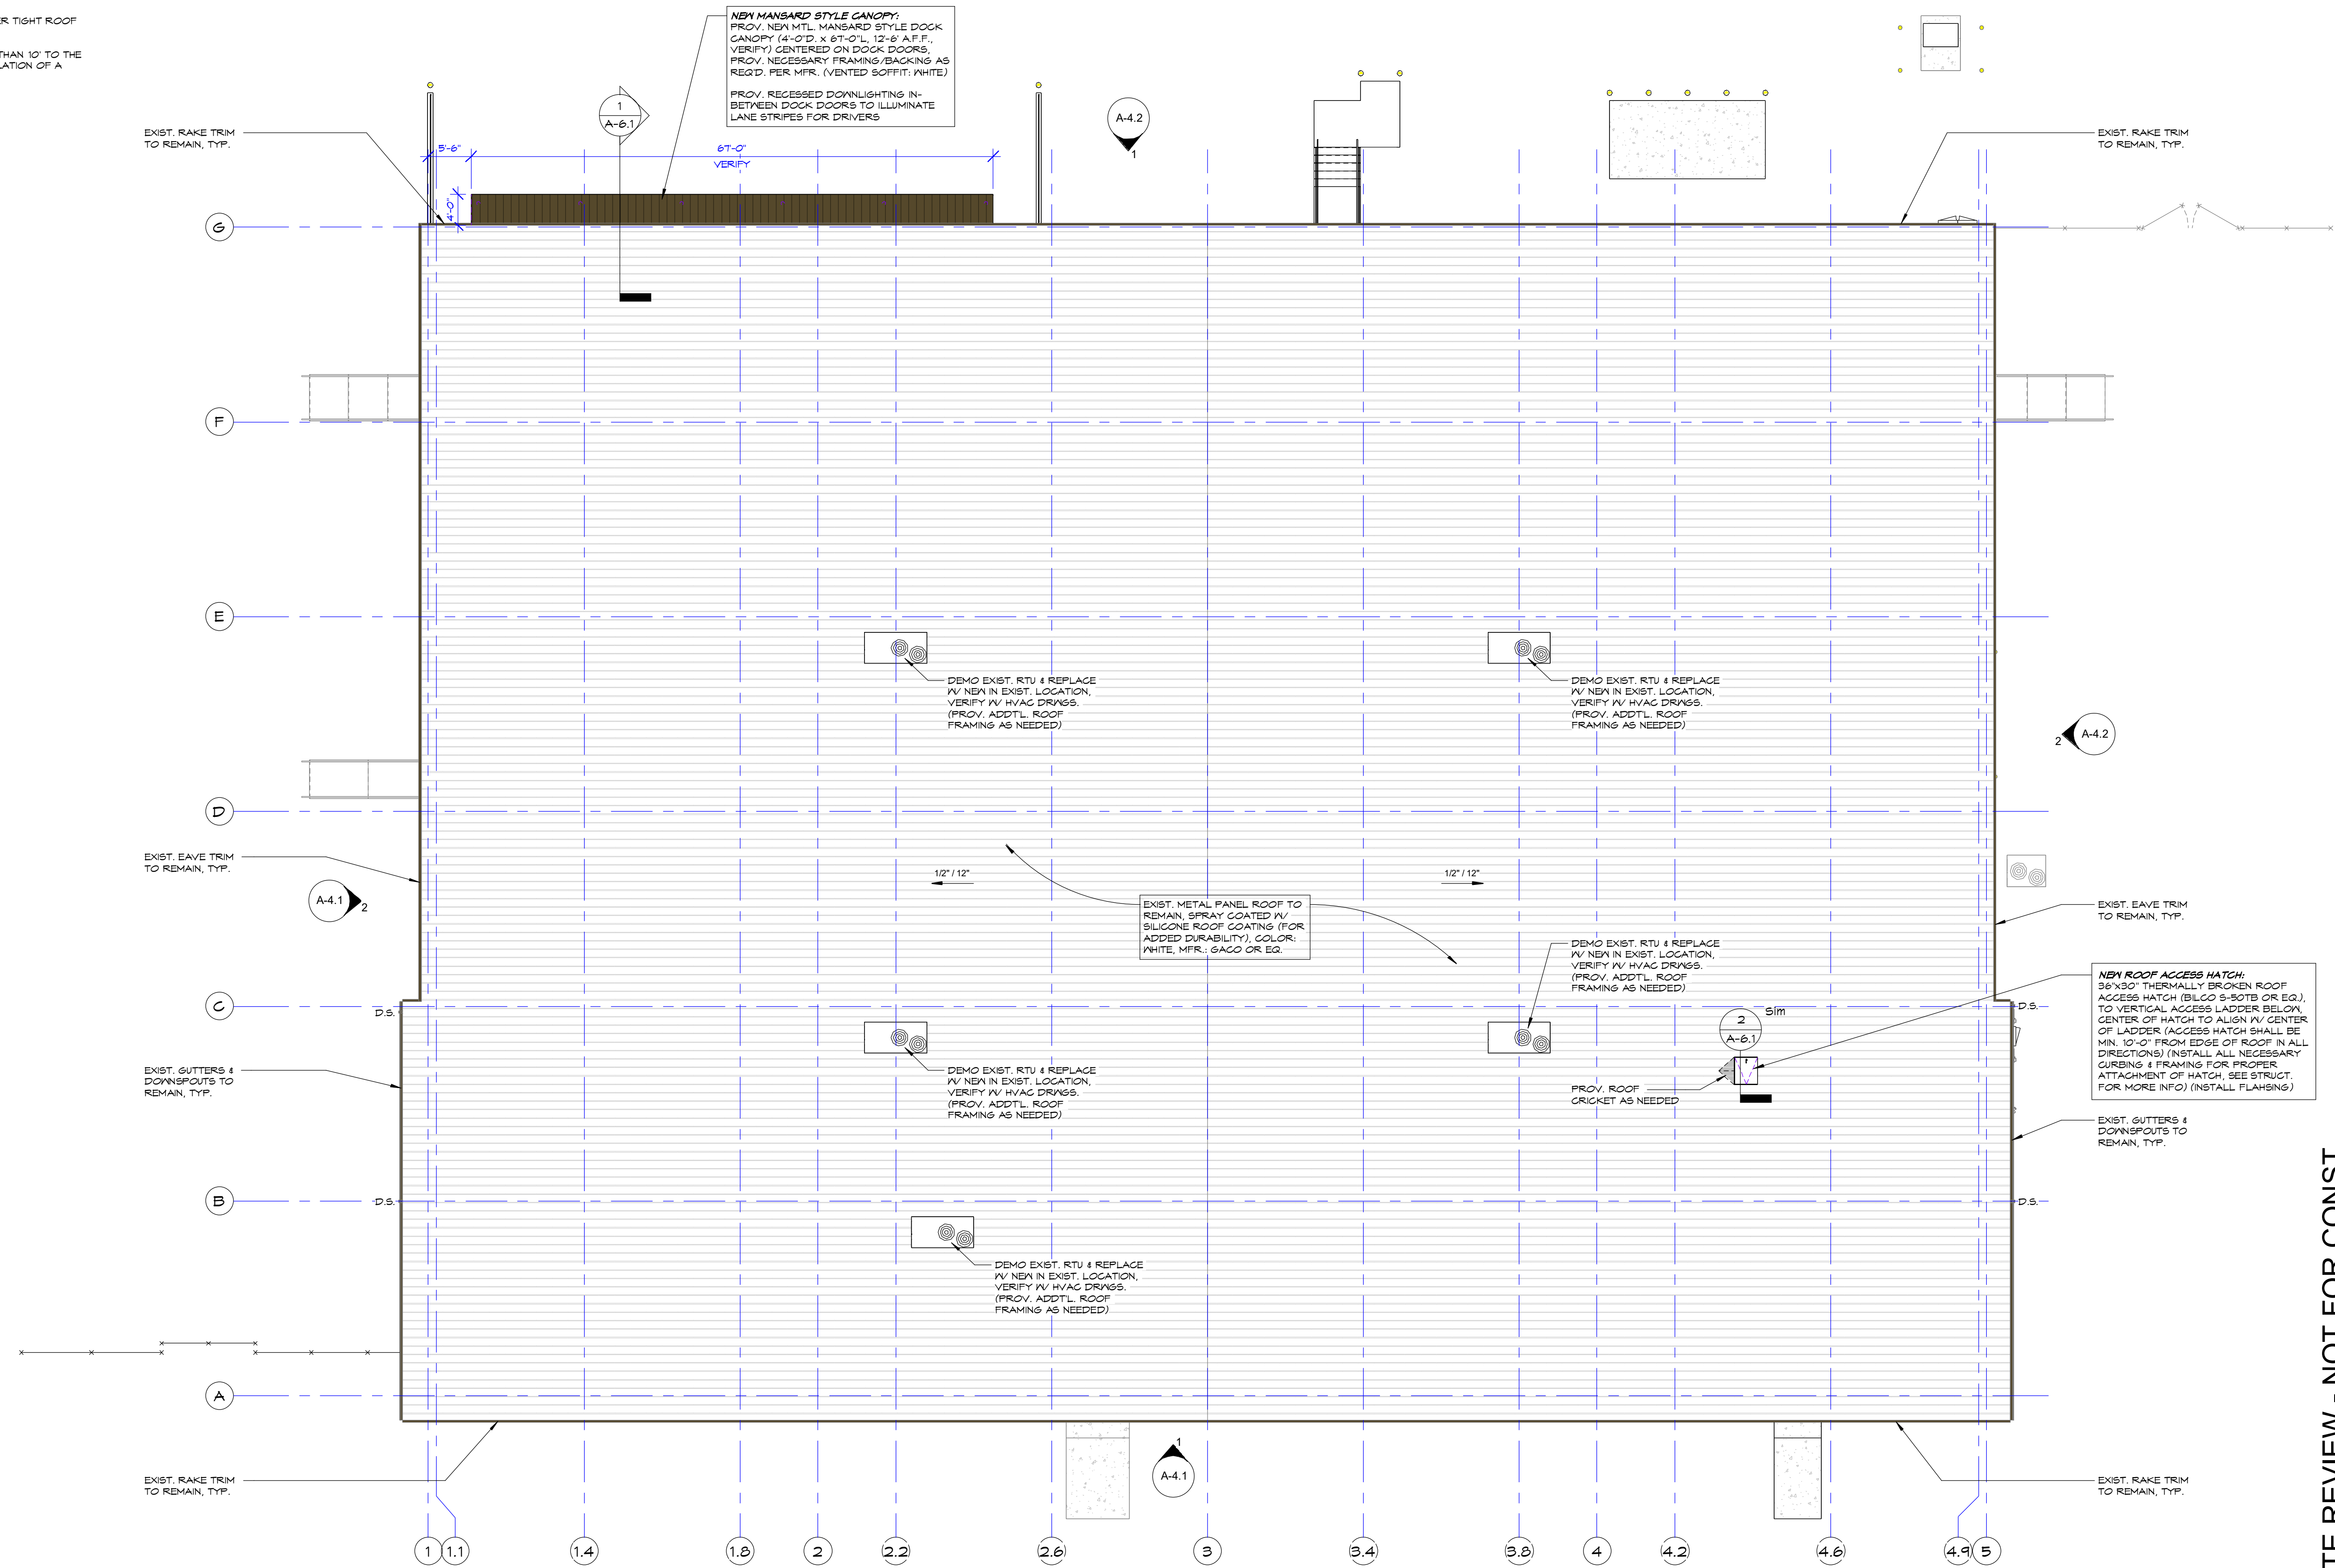 R TIGHT ROOF
THAN 10' TO THE
LATION OF A
NEW MANSARD STYLE CANOPY:
PROV. NEW MTL. MANSARD STYLE DOCK
CANOPY (4'-0"D. x 67'-0"L, 12'-6' A.F.F.,
VERIFY) CENTERED ON DOCK DOORS,
PROV. NECESSARY FRAMING/BACKING AS
REQ'D. PER MFR. (VENTED SOFFIT: WHITE)
PROV. RECESSED DOWNLIGHTING IN-
BETWEEN DOCK DOORS TO ILLUMINATE
LANE STRIPES FOR DRIVERS
1
A-6.1
A-4.2
1
EXIST. RAKE TRIM
TO REMAIN, TYP.
EXIST. RAKE TRIM
TO REMAIN, TYP.
5'-6"
67'-0"
VERIFY
4'-0"
G
F
E
DEMO EXIST. RTU & REPLACE
W/ NEW IN EXIST. LOCATION,
VERIFY W/ HVAC DRWGS.
(PROV. ADDT'L. ROOF
FRAMING AS NEEDED)
DEMO EXIST. RTU & REPLACE
W/ NEW IN EXIST. LOCATION,
VERIFY W/ HVAC DRWGS.
(PROV. ADDT'L. ROOF
FRAMING AS NEEDED)
2
A-4.2
D
EXIST. EAVE TRIM
TO REMAIN, TYP.
1/2" / 12"
1/2" / 12"
A-4.1
2
EXIST. METAL PANEL ROOF TO
REMAIN, SPRAY COATED W/
SILICONE ROOF COATING (FOR
ADDED DURABILITY), COLOR:
WHITE, MFR.: GACO OR EQ.
EXIST. EAVE TRIM
TO REMAIN, TYP.
DEMO EXIST. RTU & REPLACE
W/ NEW IN EXIST. LOCATION,
VERIFY W/ HVAC DRWGS.
(PROV. ADDT'L. ROOF
FRAMING AS NEEDED)
NEW ROOF ACCESS HATCH:
36"x30" THERMALLY BROKEN ROOF
ACCESS HATCH (BILCO S-50TB OR EQ.),
TO VERTICAL ACCESS LADDER BELOW,
CENTER OF HATCH TO ALIGN W/ CENTER
OF LADDER (ACCESS HATCH SHALL BE
MIN. 10'-0" FROM EDGE OF ROOF IN ALL
DIRECTIONS) (INSTALL ALL NECESSARY
CURBING & FRAMING FOR PROPER
ATTACHMENT OF HATCH, SEE STRUCT.
FOR MORE INFO) (INSTALL FLAHSING)
C
D.S.
D.S.
2
A-6.1
Sim
EXIST. GUTTERS &
DOWNSPOUTS TO
REMAIN, TYP.
DEMO EXIST. RTU & REPLACE
W/ NEW IN EXIST. LOCATION,
VERIFY W/ HVAC DRWGS.
(PROV. ADDT'L. ROOF
FRAMING AS NEEDED)
PROV. ROOF
CRICKET AS NEEDED
EXIST. GUTTERS &
DOWNSPOUTS TO
REMAIN, TYP.
B
D.S.
D.S.
DEMO EXIST. RTU & REPLACE
W/ NEW IN EXIST. LOCATION,
VERIFY W/ HVAC DRWGS.
(PROV. ADDT'L. ROOF
FRAMING AS NEEDED)
A
EXIST. RAKE TRIM
TO REMAIN, TYP.
1
A-4.1
EXIST. RAKE TRIM
TO REMAIN, TYP.
1
1.1
1.4
1.8
2
2.2
2.6
3
3.4
3.8
4
4.2
4.6
4.9
5
TE REVIEW - NOT FOR CONST